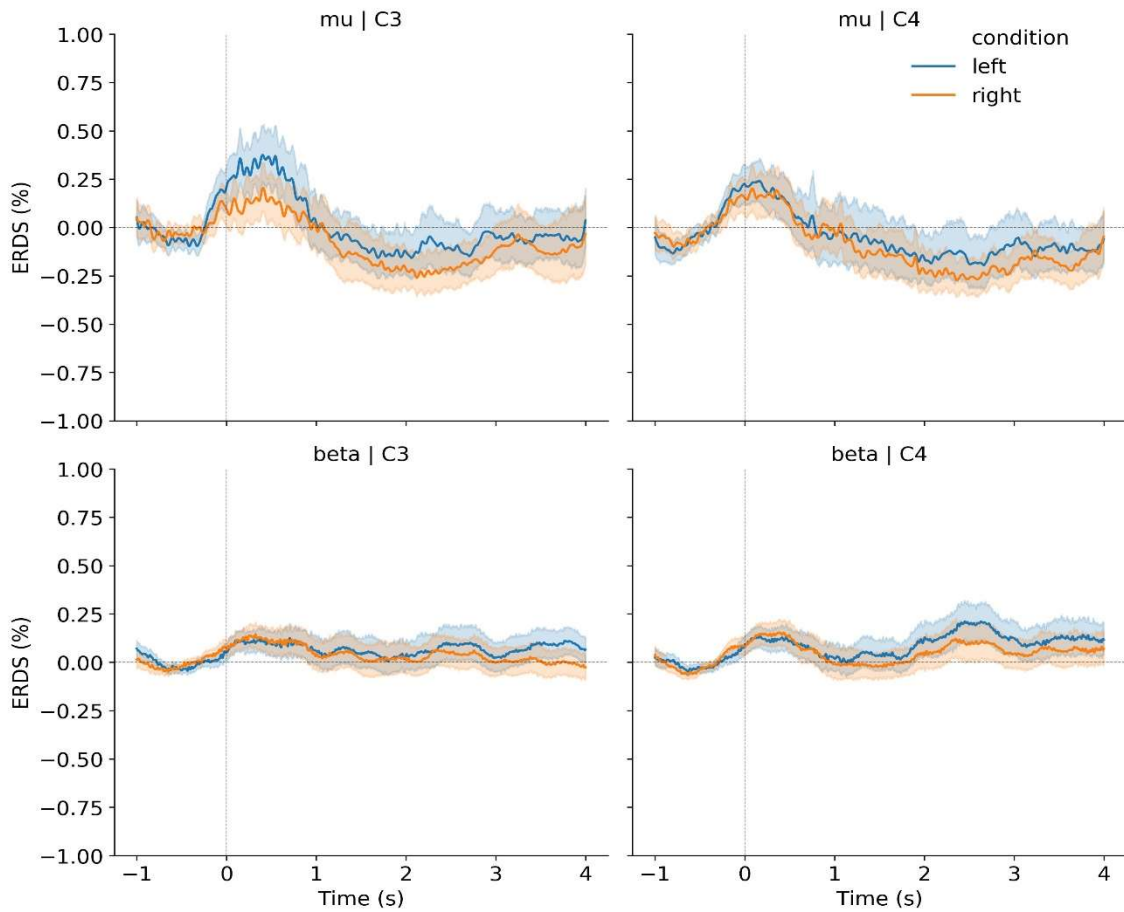 mu | C3
mu | C4
condition
left
right
1.00
0.75
0.50
0.25
0.00
−0.25
−0.50
−0.75
−1.00
ERDS (%)
beta | C3
beta | C4
1.00
0.75
0.50
0.25
0.00
−0.25
−0.50
−0.75
−1.00
ERDS (%)
−1 0 1 2 3 4
−1 0 1 2 3 4
Time (s)
Time (s)